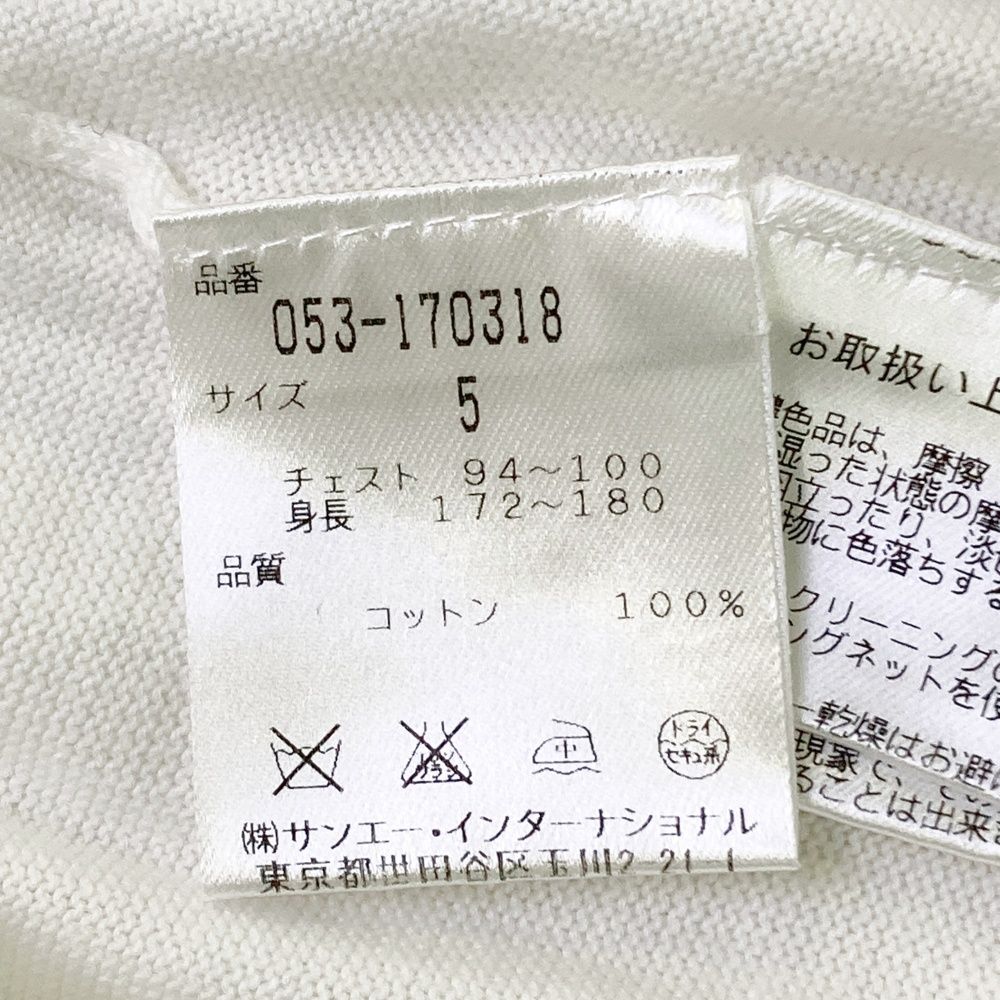 品番
053-170318
サイズ 5
チェスト 94〜100
身長 172〜180
品質
コットン 100%
中
ドライ
セキユ系
(株)サンエー・インターナショナル
東京都世田谷区玉川2-21-1
お取扱い上
色品は、摩擦
湿った状態の摩
目立ったり、淡
物に色落ちする
クリーニング
ングネットを使
乾燥はお避け
現象
ることは出来